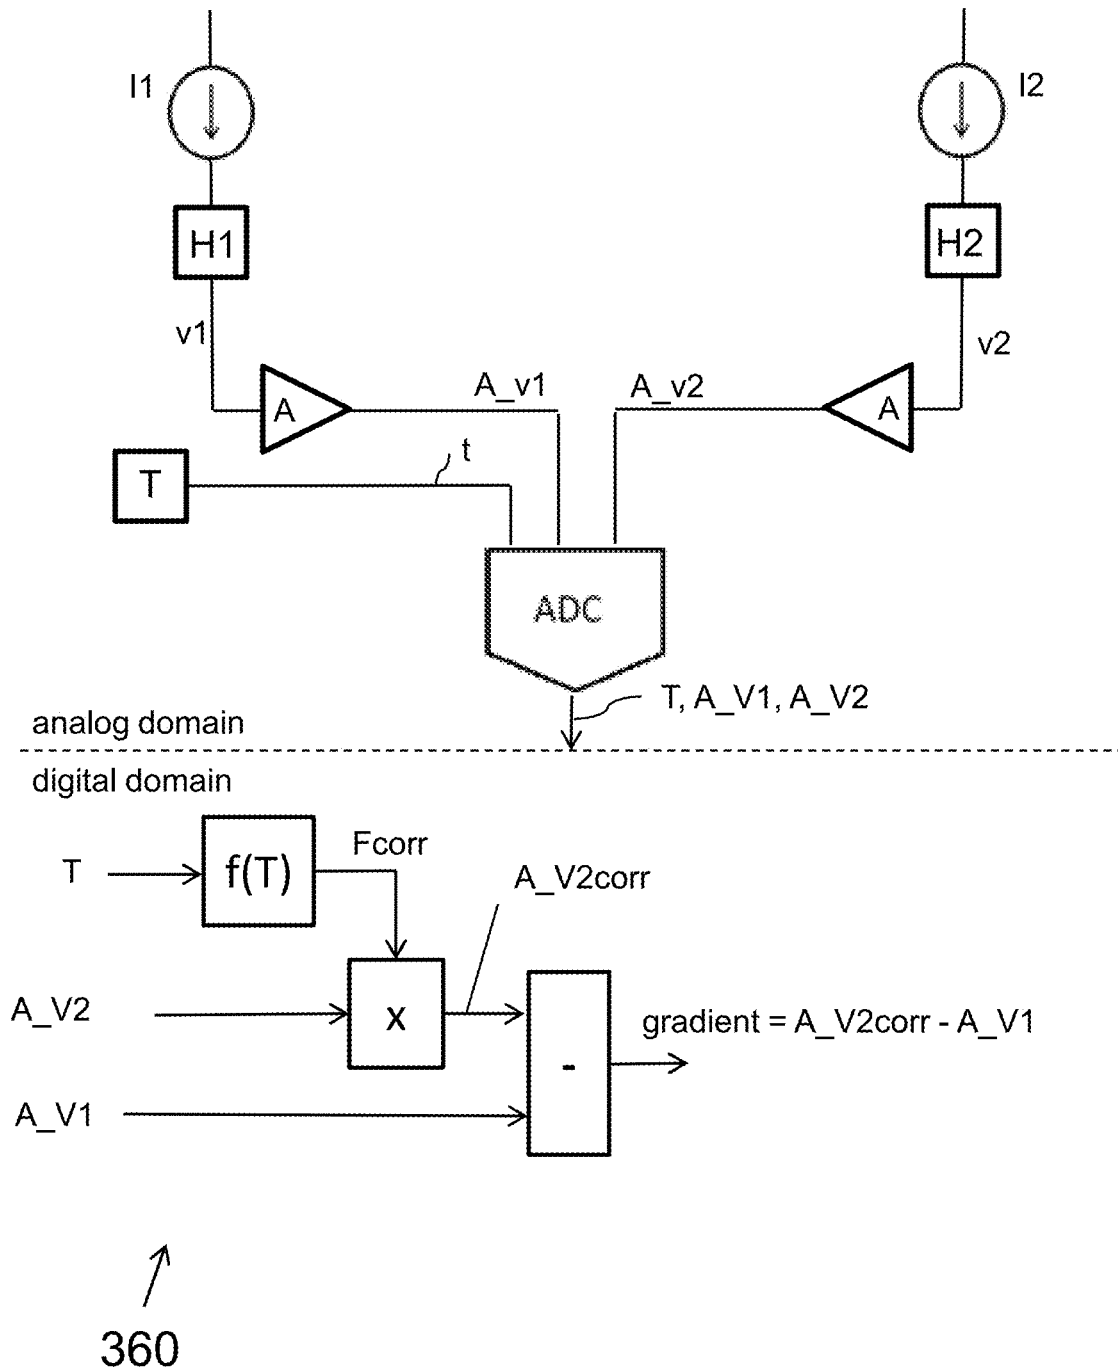 I1
I2
H1
H2
v1
v2
A_v1
A_v2
A
A
t
T
ADC
T, A_V1, A_V2
analog domain
digital domain
Fcorr
T
f(T)
A_V2corr
A_V2
x
gradient = A_V2corr - A_V1
-
A_V1
360